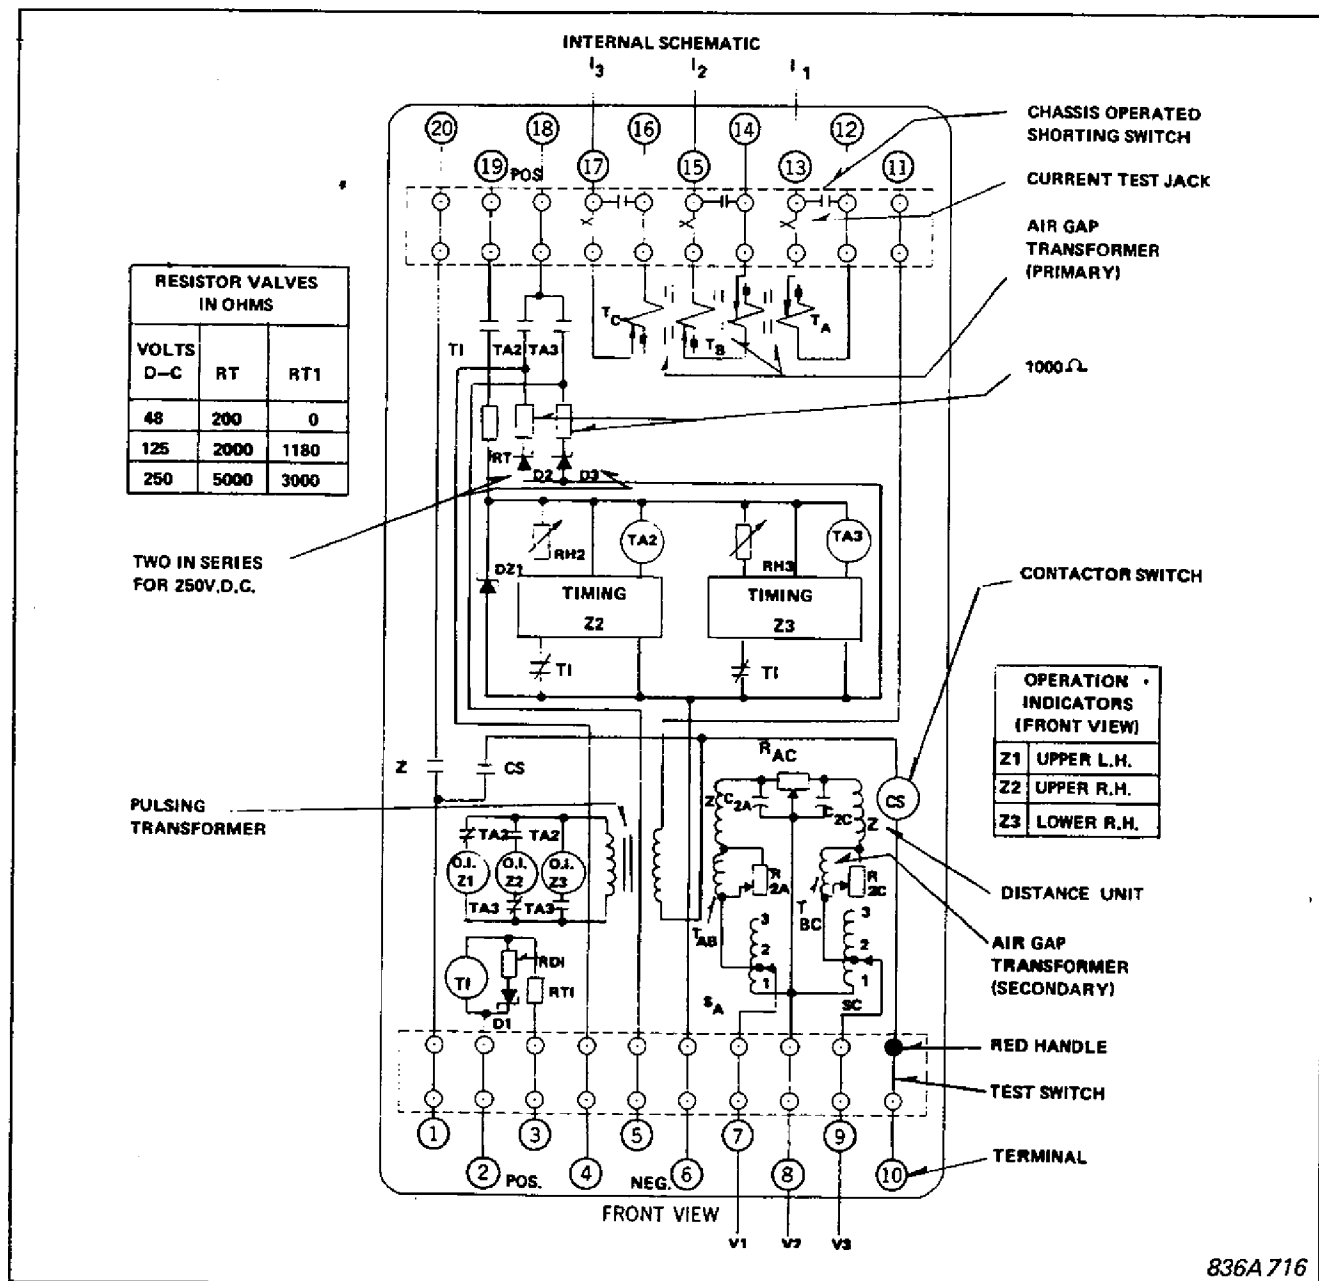 INTERNAL SCHEMATIC
I3 I2 I1
20 18 16 14 12
19 POS 17 15 13 11
CHASSIS OPERATED
SHORTING SWITCH
CURRENT TEST JACK
AIR GAP
TRANSFORMER
(PRIMARY)
RESISTOR VALVES
IN OHMS
VOLTS
D-C RT RT1
48 200 0
125 2000 1180
250 5000 3000
TC TB TA
TI TA2 TA3
1000Ω
RT
D2 D3
TWO IN SERIES
FOR 250V.D.C.
RH2 TA2 RH3 TA3
DZ1
TIMING
Z2
TIMING
Z3
TI TI
CONTACTOR SWITCH
OPERATION
INDICATORS
(FRONT VIEW)
Z1 UPPER L.H.
Z2 UPPER R.H.
Z3 LOWER R.H.
Z CS
RAC
Z C2A C2C Z
CS
PULSING
TRANSFORMER
TA2 TA2
O.I.
Z1
O.I.
Z2
O.I.
Z3
TA3 TA3
R
2A
R
2C
TAB TBC
3
2
1
3
2
1
SA SC
DISTANCE UNIT
AIR GAP
TRANSFORMER
(SECONDARY)
TI RDI RTI
D1
RED HANDLE
TEST SWITCH
TERMINAL
1 3 5 7 9
2 POS. 4 NEG. 6 8 10
FRONT VIEW
V1 V2 V3
836A716